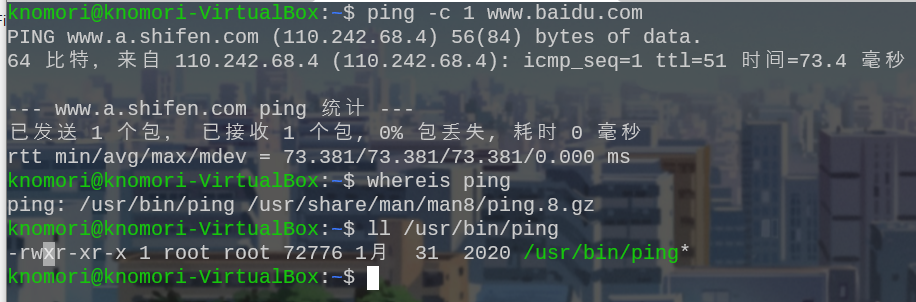 knomori@knomori-VirtualBox:~$ ping -c 1 www.baidu.com
PING www.a.shifen.com (110.242.68.4) 56(84) bytes of data.
64 比特，来自 110.242.68.4 (110.242.68.4): icmp_seq=1 ttl=51 时间=73.4 毫秒
--- www.a.shifen.com ping 统计 ---
已发送 1 个包， 已接收 1 个包, 0% 包丢失, 耗时 0 毫秒
rtt min/avg/max/mdev = 73.381/73.381/73.381/0.000 ms
knomori@knomori-VirtualBox:~$ whereis ping
ping: /usr/bin/ping /usr/share/man/man8/ping.8.gz
knomori@knomori-VirtualBox:~$ ll /usr/bin/ping
-rwxr-xr-x 1 root root 72776 1月  31  2020 /usr/bin/ping*
knomori@knomori-VirtualBox:~$